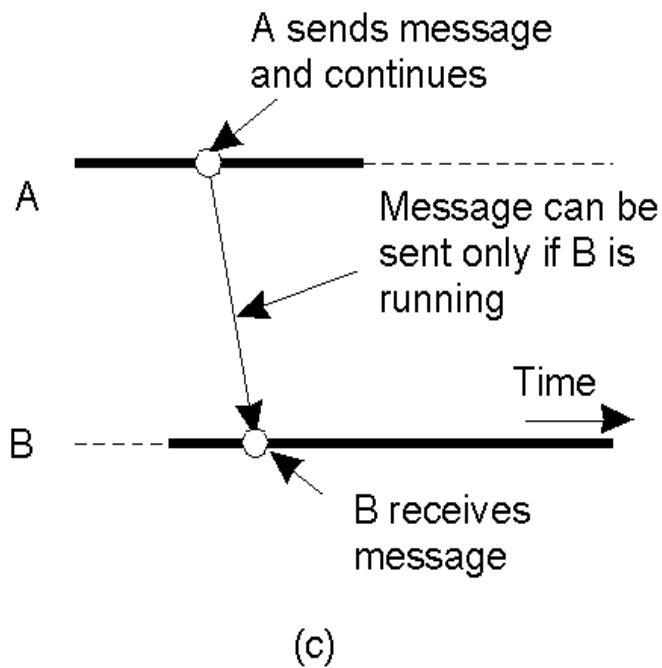 A sends message
and continues
A
Message can be
sent only if B is
running
Time
B
B receives
message
(c)